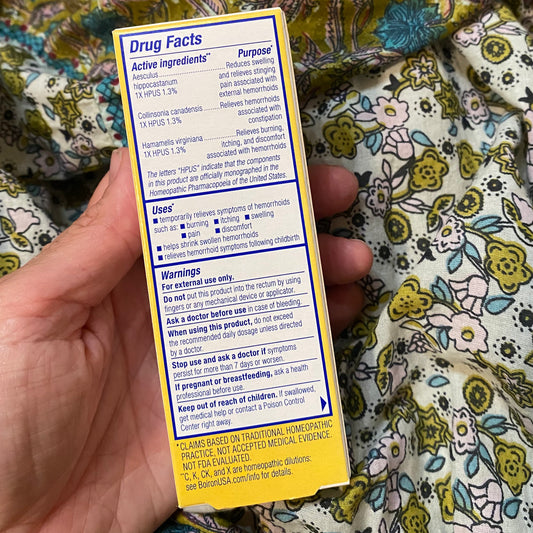 Drug Facts
Active ingredients** Purpose*
Aesculus.................Reduces swelling
hippocastanum and relieves stinging
1X HPUS 1.3% pain associated with
external hemorrhoids
Collinsonia canadensis......Relieves hemorrhoids
1X HPUS 1.3% associated with
constipation
Hamamelis virginiana.......Relieves burning,
1X HPUS 1.3% itching, and discomfort
associated with hemorrhoids
The letters "HPUS" indicate that the components
in this product are officially monographed in the
Homeopathic Pharmacopoeia of the United States.
Uses*
■ temporarily relieves symptoms of hemorrhoids
such as: ■ burning ■ itching ■ swelling
■ pain ■ discomfort
■ helps shrink swollen hemorrhoids
■ relieves hemorrhoid symptoms following childbirth
Warnings
For external use only.
Do not put this product into the rectum by using
fingers or any mechanical device or applicator.
Ask a doctor before use in case of bleeding.
When using this product, do not exceed
the recommended daily dosage unless directed
by a doctor.
Stop use and ask a doctor if symptoms
persist for more than 7 days or worsen.
If pregnant or breastfeeding, ask a health
professional before use.
Keep out of reach of children. If swallowed,
get medical help or contact a Poison Control
Center right away.
*CLAIMS BASED ON TRADITIONAL HOMEOPATHIC
PRACTICE, NOT ACCEPTED MEDICAL EVIDENCE.
NOT FDA EVALUATED.
**C, K, CK, and X are homeopathic dilutions:
see BoironUSA.com/info for details.